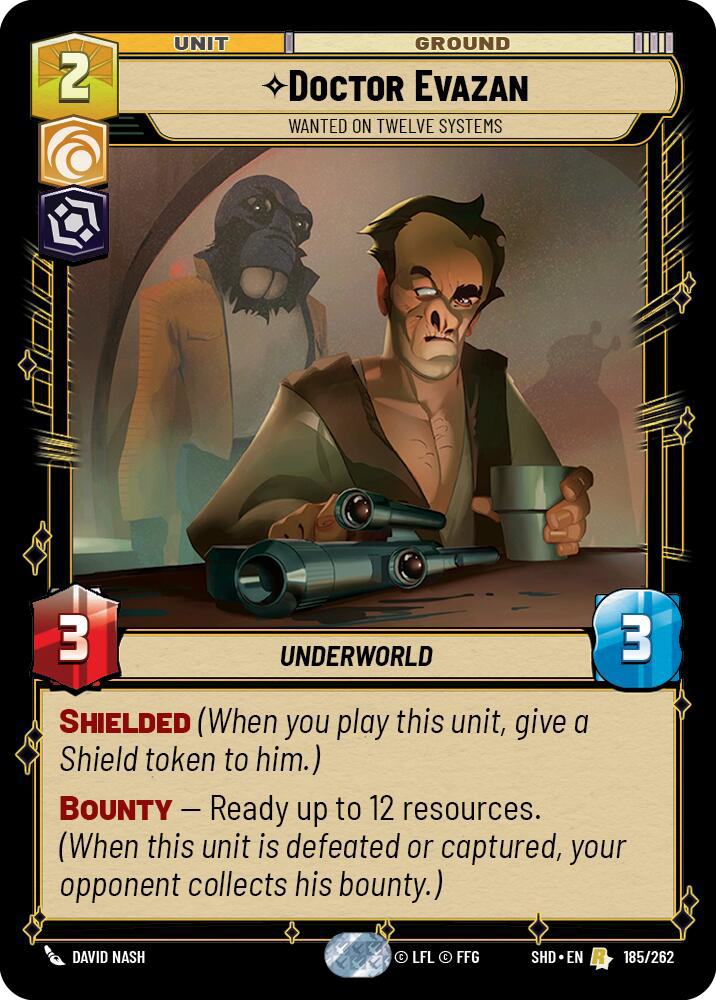 UNIT
GROUND
2
DOCTOR EVAZAN
WANTED ON TWELVE SYSTEMS
3
UNDERWORLD
3
SHIELDED (When you play this unit, give a
Shield token to him.)
BOUNTY — Ready up to 12 resources.
(When this unit is defeated or captured, your
opponent collects his bounty.)
DAVID NASH
© LFL © FFG
SHD • EN
R
185/262